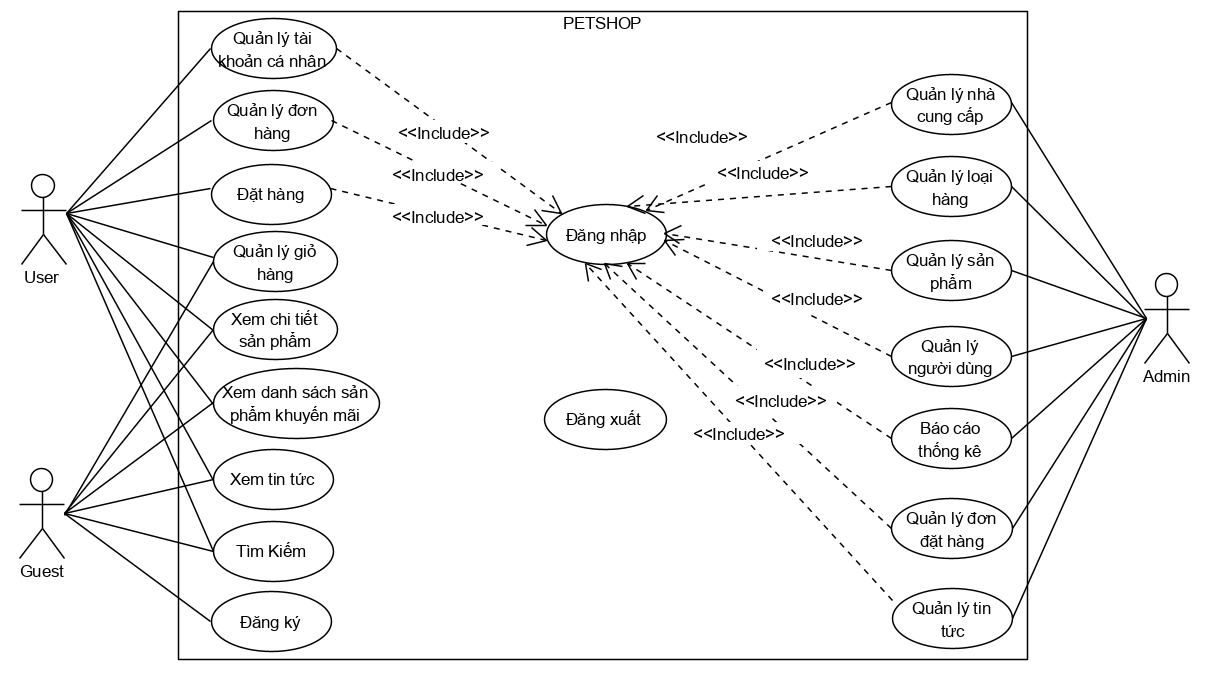 PETSHOP
Quản lý tài
khoản cá nhân
Quản lý đơn
hàng
Đặt hàng
Quản lý giỏ
hàng
Xem chi tiết
sản phẩm
Xem danh sách sản
phẩm khuyến mãi
Xem tin tức
Tìm Kiếm
Đăng ký
User
Guest
<<Include>>
<<Include>>
<<Include>>
Đăng nhập
Đăng xuất
<<Include>>
<<Include>>
<<Include>>
<<Include>>
<<Include>>
<<Include>>
<<Include>>
Quản lý nhà
cung cấp
Quản lý loại
hàng
Quản lý sản
phẩm
Quản lý
người dùng
Báo cáo
thống kê
Quản lý đơn
đặt hàng
Quản lý tin
tức
Admin